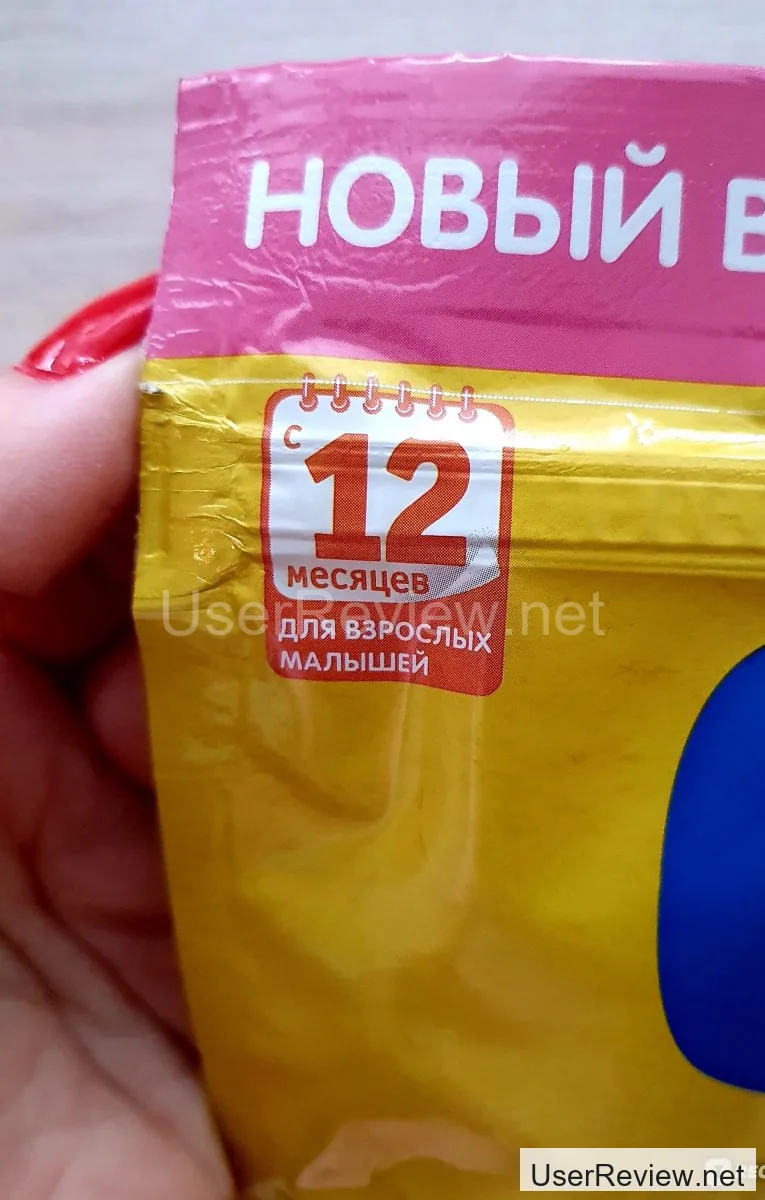 НОВЫЙ В
с
12
месяцев
ДЛЯ ВЗРОСЛЫХ
МАЛЫШЕЙ
UserReview.net
UserReview.net